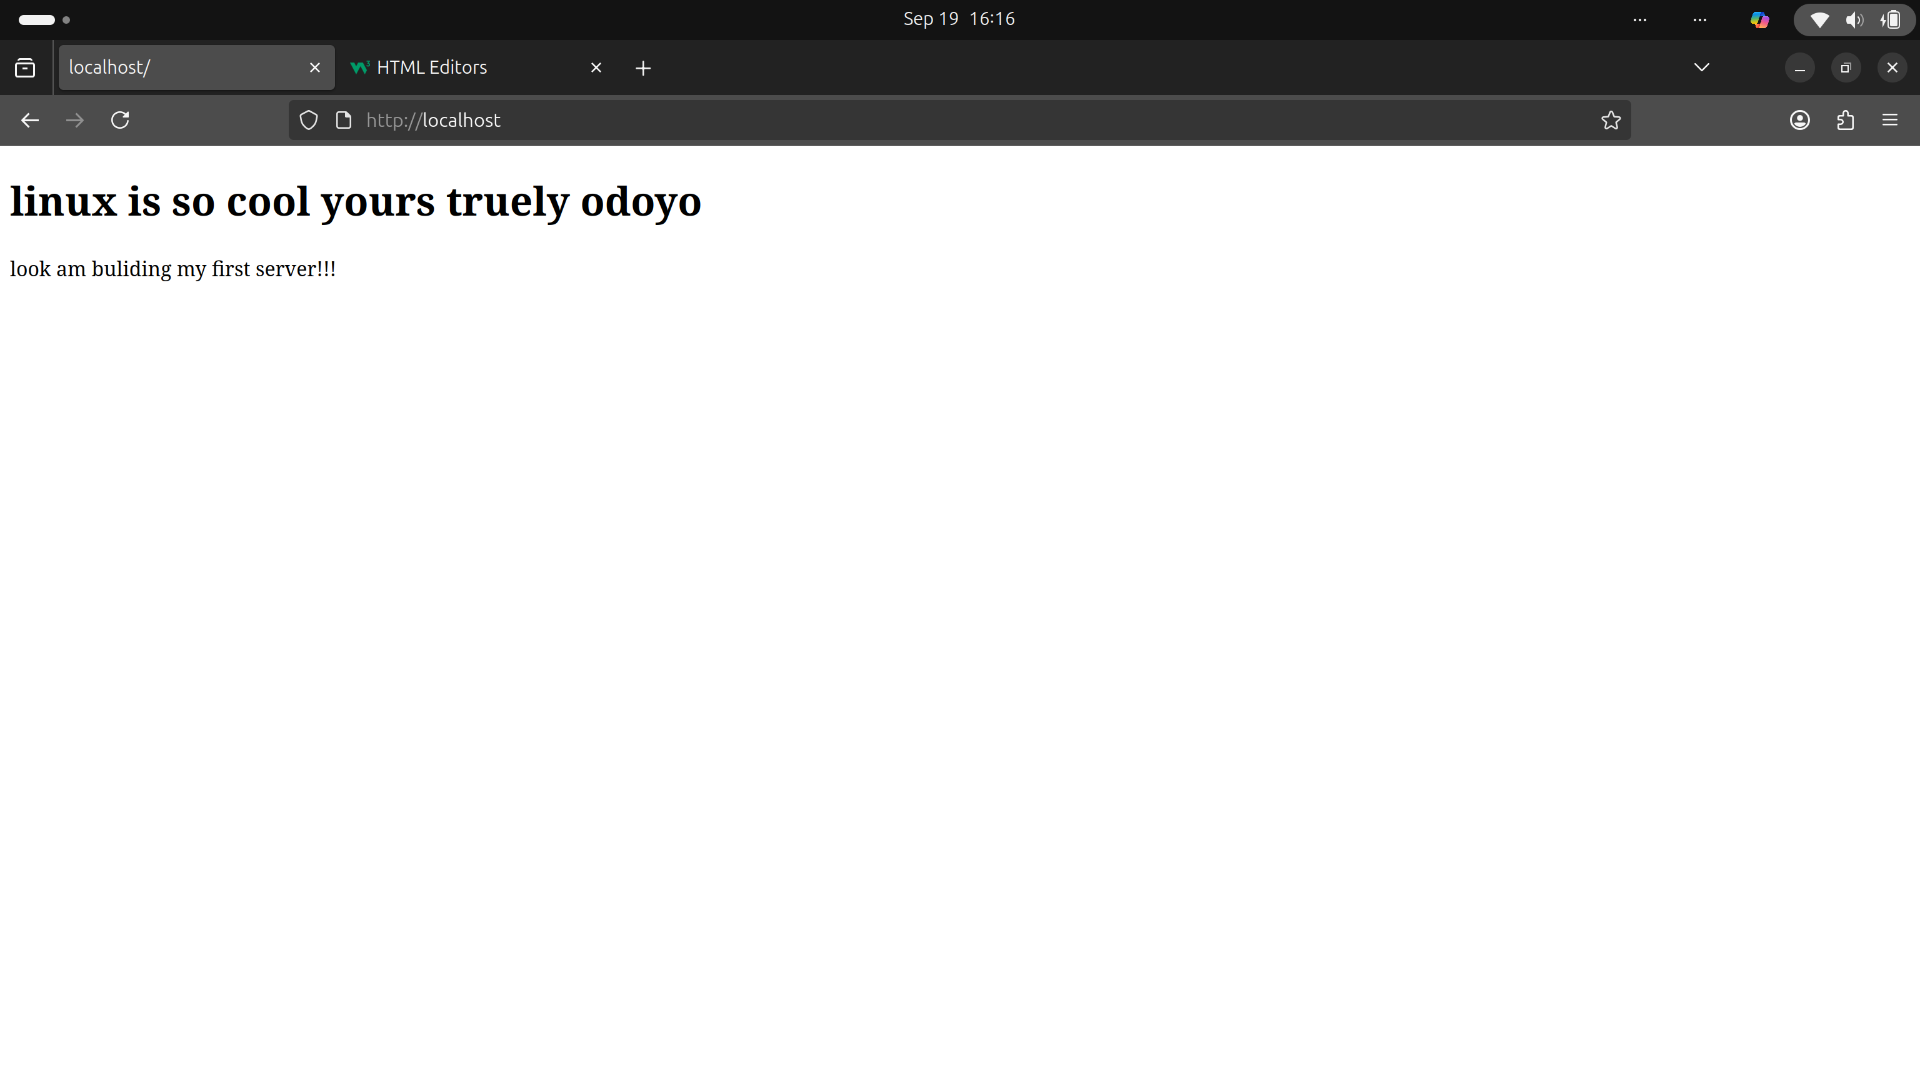 Sep 19 16:16
localhost/
HTML Editors
http://localhost
linux is so cool yours truely odoyo
look am buliding my first server!!!